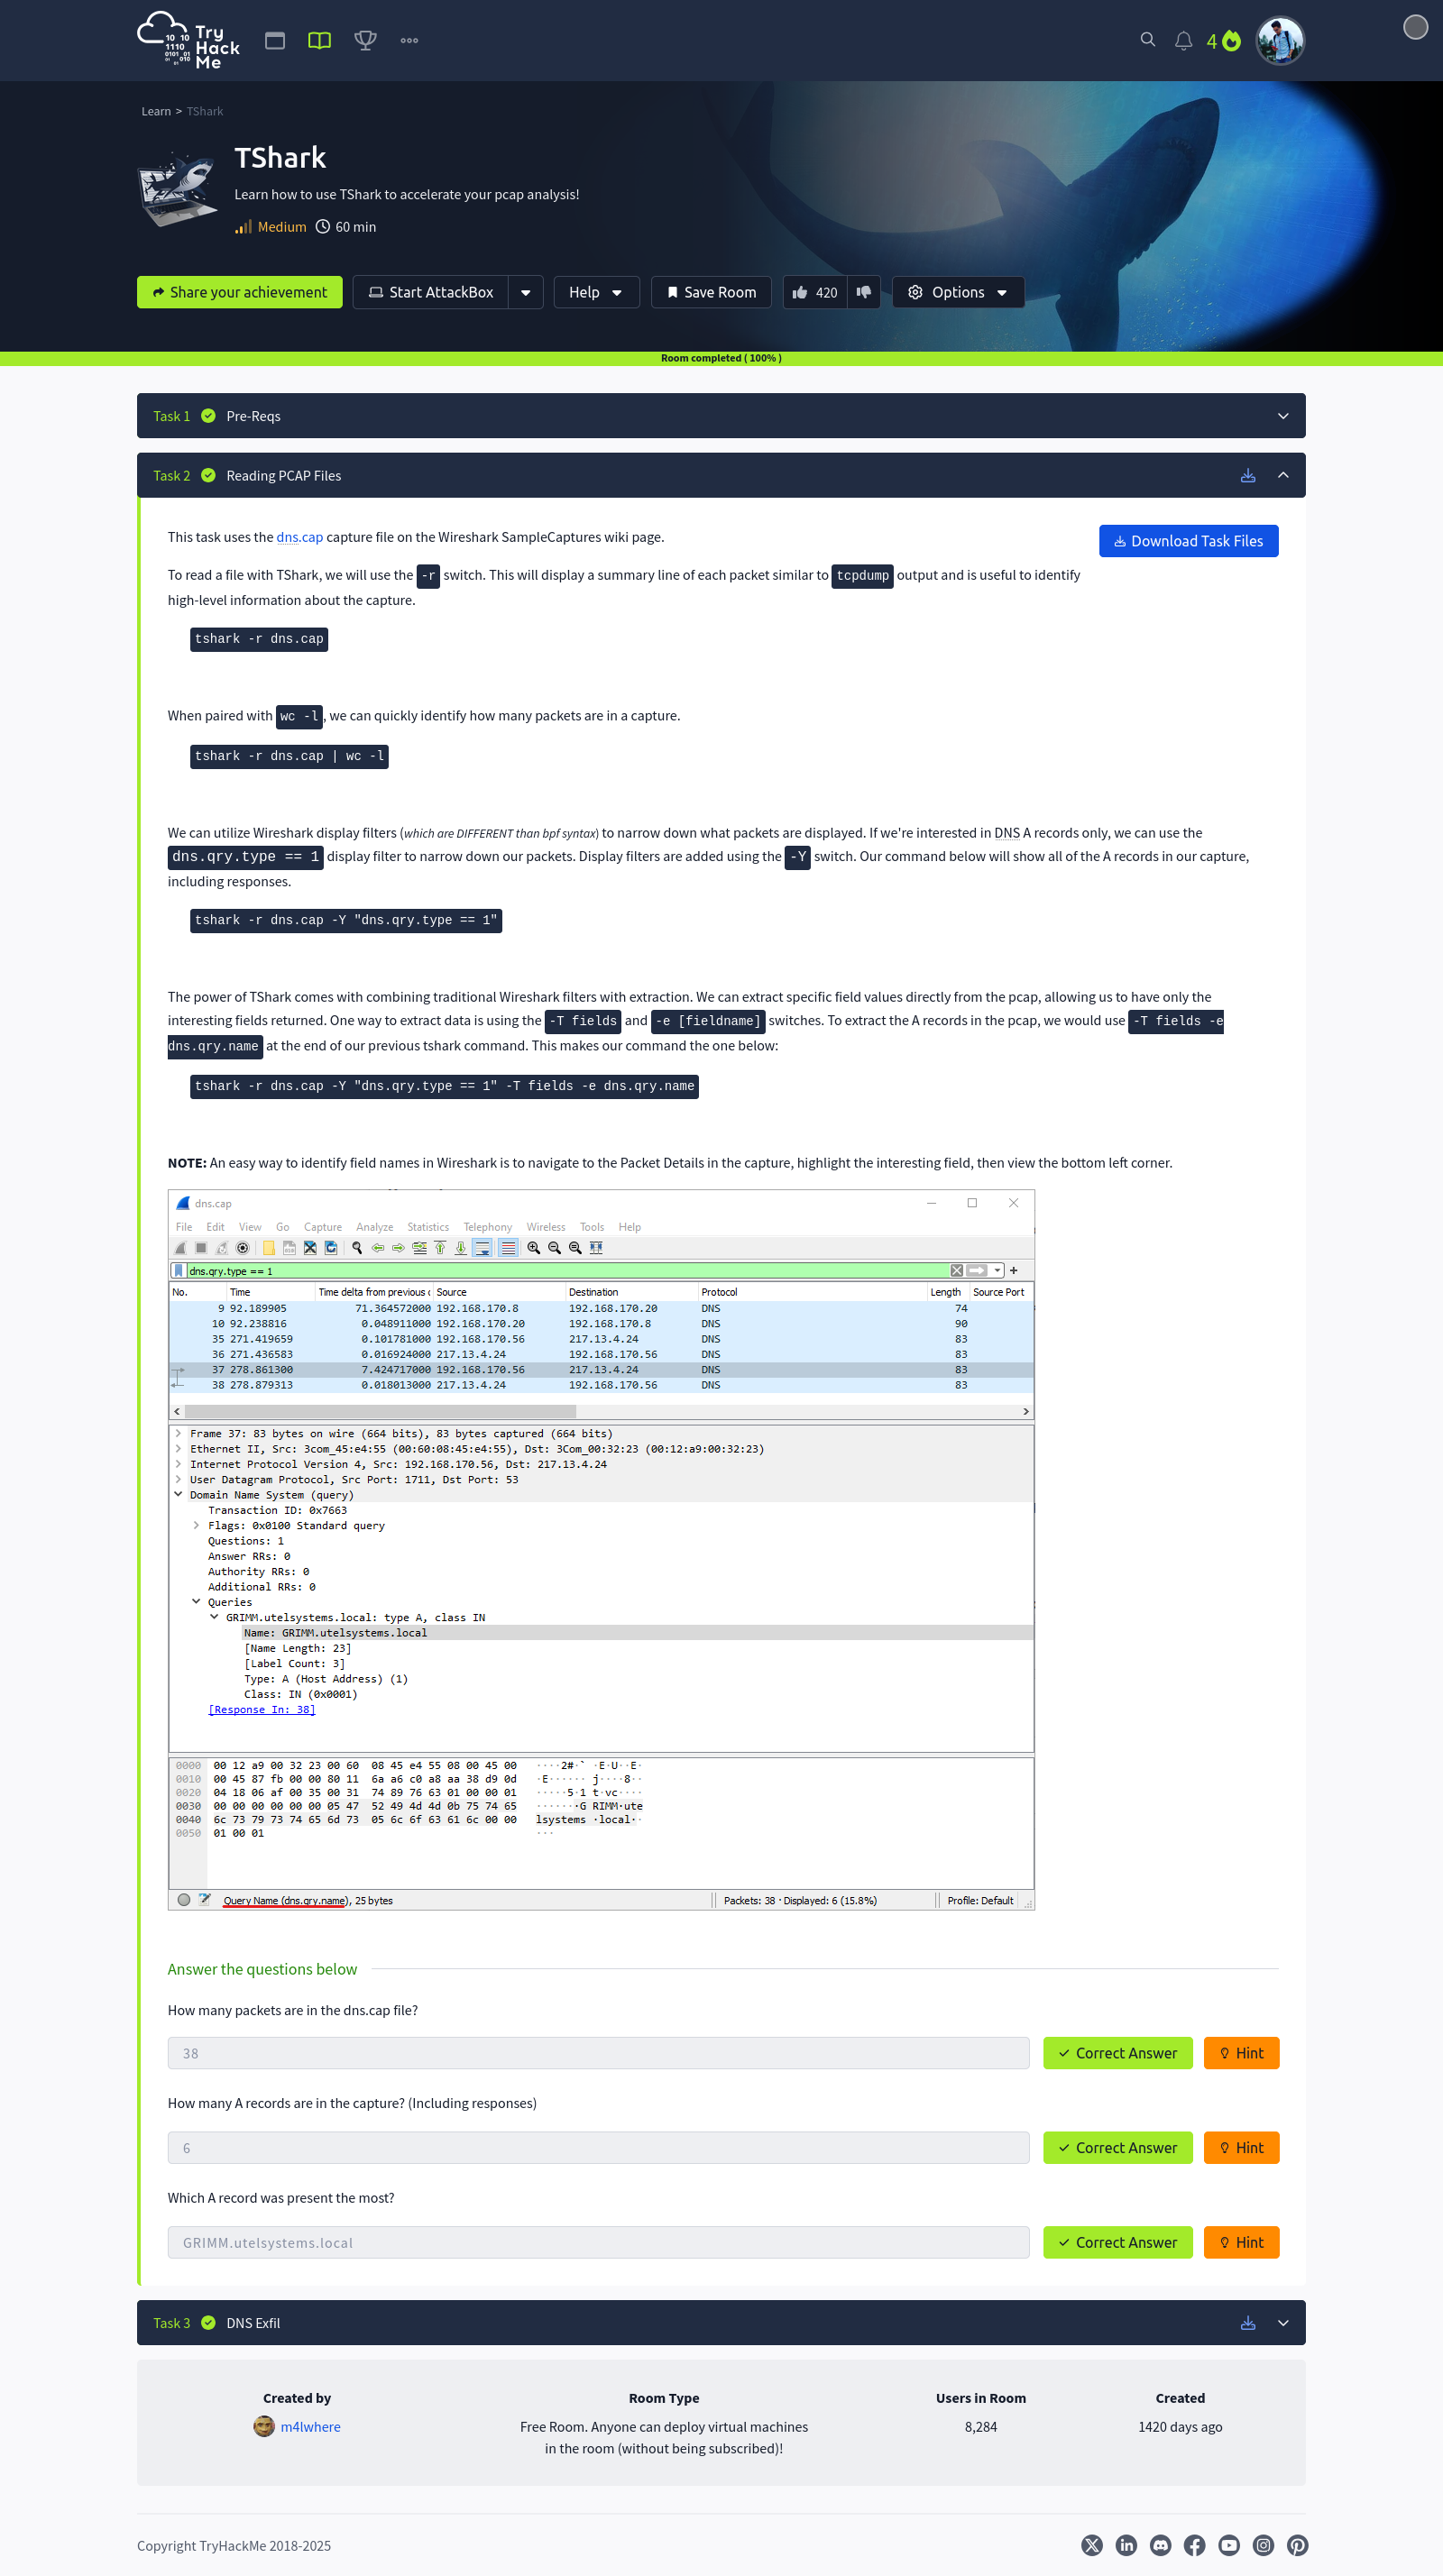 Try
Hack
Me
10 10
1110
0101 01
4
Learn > TShark
TShark
Learn how to use TShark to accelerate your pcap analysis!
Medium 60 min
Share your achievement Start AttackBox Help Save Room 420 Options
Room completed ( 100% )
Task 1 Pre-Reqs
Task 2 Reading PCAP Files
This task uses the dns.cap capture file on the Wireshark SampleCaptures wiki page.
Download Task Files
To read a file with TShark, we will use the -r switch. This will display a summary line of each packet similar to tcpdump output and is useful to identify
high-level information about the capture.
tshark -r dns.cap
When paired with wc -l, we can quickly identify how many packets are in a capture.
tshark -r dns.cap | wc -l
We can utilize Wireshark display filters (which are DIFFERENT than bpf syntax) to narrow down what packets are displayed. If we're interested in DNS A records only, we can use the
dns.qry.type == 1 display filter to narrow down our packets. Display filters are added using the -Y switch. Our command below will show all of the A records in our capture,
including responses.
tshark -r dns.cap -Y "dns.qry.type == 1"
The power of TShark comes with combining traditional Wireshark filters with extraction. We can extract specific field values directly from the pcap, allowing us to have only the
interesting fields returned. One way to extract data is using the -T fields and -e [fieldname] switches. To extract the A records in the pcap, we would use -T fields -e
dns.qry.name at the end of our previous tshark command. This makes our command the one below:
tshark -r dns.cap -Y "dns.qry.type == 1" -T fields -e dns.qry.name
NOTE: An easy way to identify field names in Wireshark is to navigate to the Packet Details in the capture, highlight the interesting field, then view the bottom left corner.
dns.cap
File Edit View Go Capture Analyze Statistics Telephony Wireless Tools Help
dns.qry.type == 1
No. Time Time delta from previous c Source Destination Protocol Length Source Port
9 92.189905 71.364572000 192.168.170.8 192.168.170.20 DNS 74
10 92.238816 0.048911000 192.168.170.20 192.168.170.8 DNS 90
35 271.419659 0.101781000 192.168.170.56 217.13.4.24 DNS 83
36 271.436583 0.016924000 217.13.4.24 192.168.170.56 DNS 83
37 278.861300 7.424717000 192.168.170.56 217.13.4.24 DNS 83
38 278.879313 0.018013000 217.13.4.24 192.168.170.56 DNS 83
Frame 37: 83 bytes on wire (664 bits), 83 bytes captured (664 bits)
Ethernet II, Src: 3com_45:e4:55 (00:60:08:45:e4:55), Dst: 3Com_00:32:23 (00:12:a9:00:32:23)
Internet Protocol Version 4, Src: 192.168.170.56, Dst: 217.13.4.24
User Datagram Protocol, Src Port: 1711, Dst Port: 53
Domain Name System (query)
Transaction ID: 0x7663
Flags: 0x0100 Standard query
Questions: 1
Answer RRs: 0
Authority RRs: 0
Additional RRs: 0
Queries
GRIMM.utelsystems.local: type A, class IN
Name: GRIMM.utelsystems.local
[Name Length: 23]
[Label Count: 3]
Type: A (Host Address) (1)
Class: IN (0x0001)
[Response In: 38]
0000 00 12 a9 00 32 23 00 60 08 45 e4 55 08 00 45 00 ····2#·` ·E·U··E·
0010 00 45 87 fb 00 00 80 11 6a a6 c0 a8 aa 38 d9 0d ·E······ j····8··
0020 04 18 06 af 00 35 00 31 74 89 76 63 01 00 00 01 ·····5·1 t·vc····
0030 00 00 00 00 00 00 05 47 52 49 4d 4d 0b 75 74 65 ·······G RIMM·ute
0040 6c 73 79 73 74 65 6d 73 05 6c 6f 63 61 6c 00 00 lsystems ·local··
0050 01 00 01 ···
Query Name (dns.qry.name), 25 bytes Packets: 38 · Displayed: 6 (15.8%) Profile: Default
Answer the questions below
How many packets are in the dns.cap file?
38 Correct Answer Hint
How many A records are in the capture? (Including responses)
6 Correct Answer Hint
Which A record was present the most?
GRIMM.utelsystems.local Correct Answer Hint
Task 3 DNS Exfil
Created by Room Type Users in Room Created
m4lwhere Free Room. Anyone can deploy virtual machines 8,284 1420 days ago
in the room (without being subscribed)!
Copyright TryHackMe 2018-2025